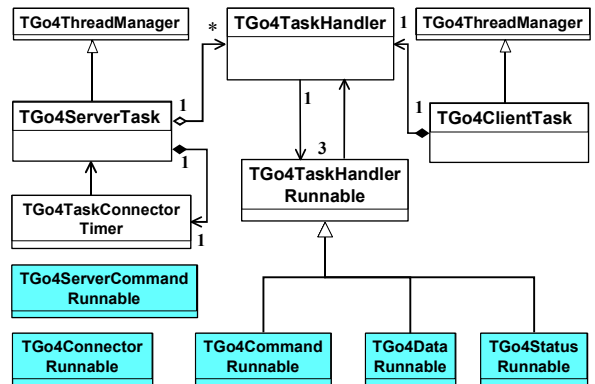 TGo4ThreadManager
TGo4TaskHandler
TGo4ThreadManager
*
1
1
1
TGo4ServerTask
1
TGo4ClientTask
1
3
TGo4TaskHandler
Runnable
TGo4TaskConnector
Timer
1
TGo4ServerCommand
Runnable
TGo4Connector
Runnable
TGo4Command
Runnable
TGo4Data
Runnable
TGo4Status
Runnable